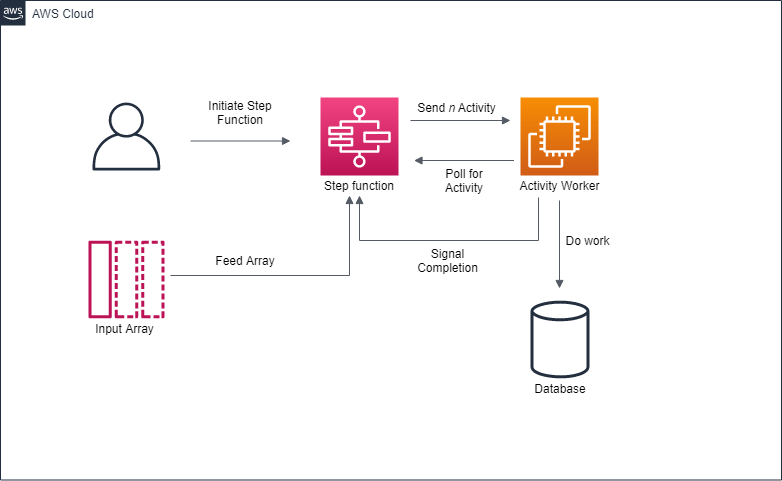 aws
AWS Cloud
Initiate Step
Function
Send n Activity
Step function
Poll for
Activity
Activity Worker
Feed Array
Signal
Completion
Do work
Input Array
Database